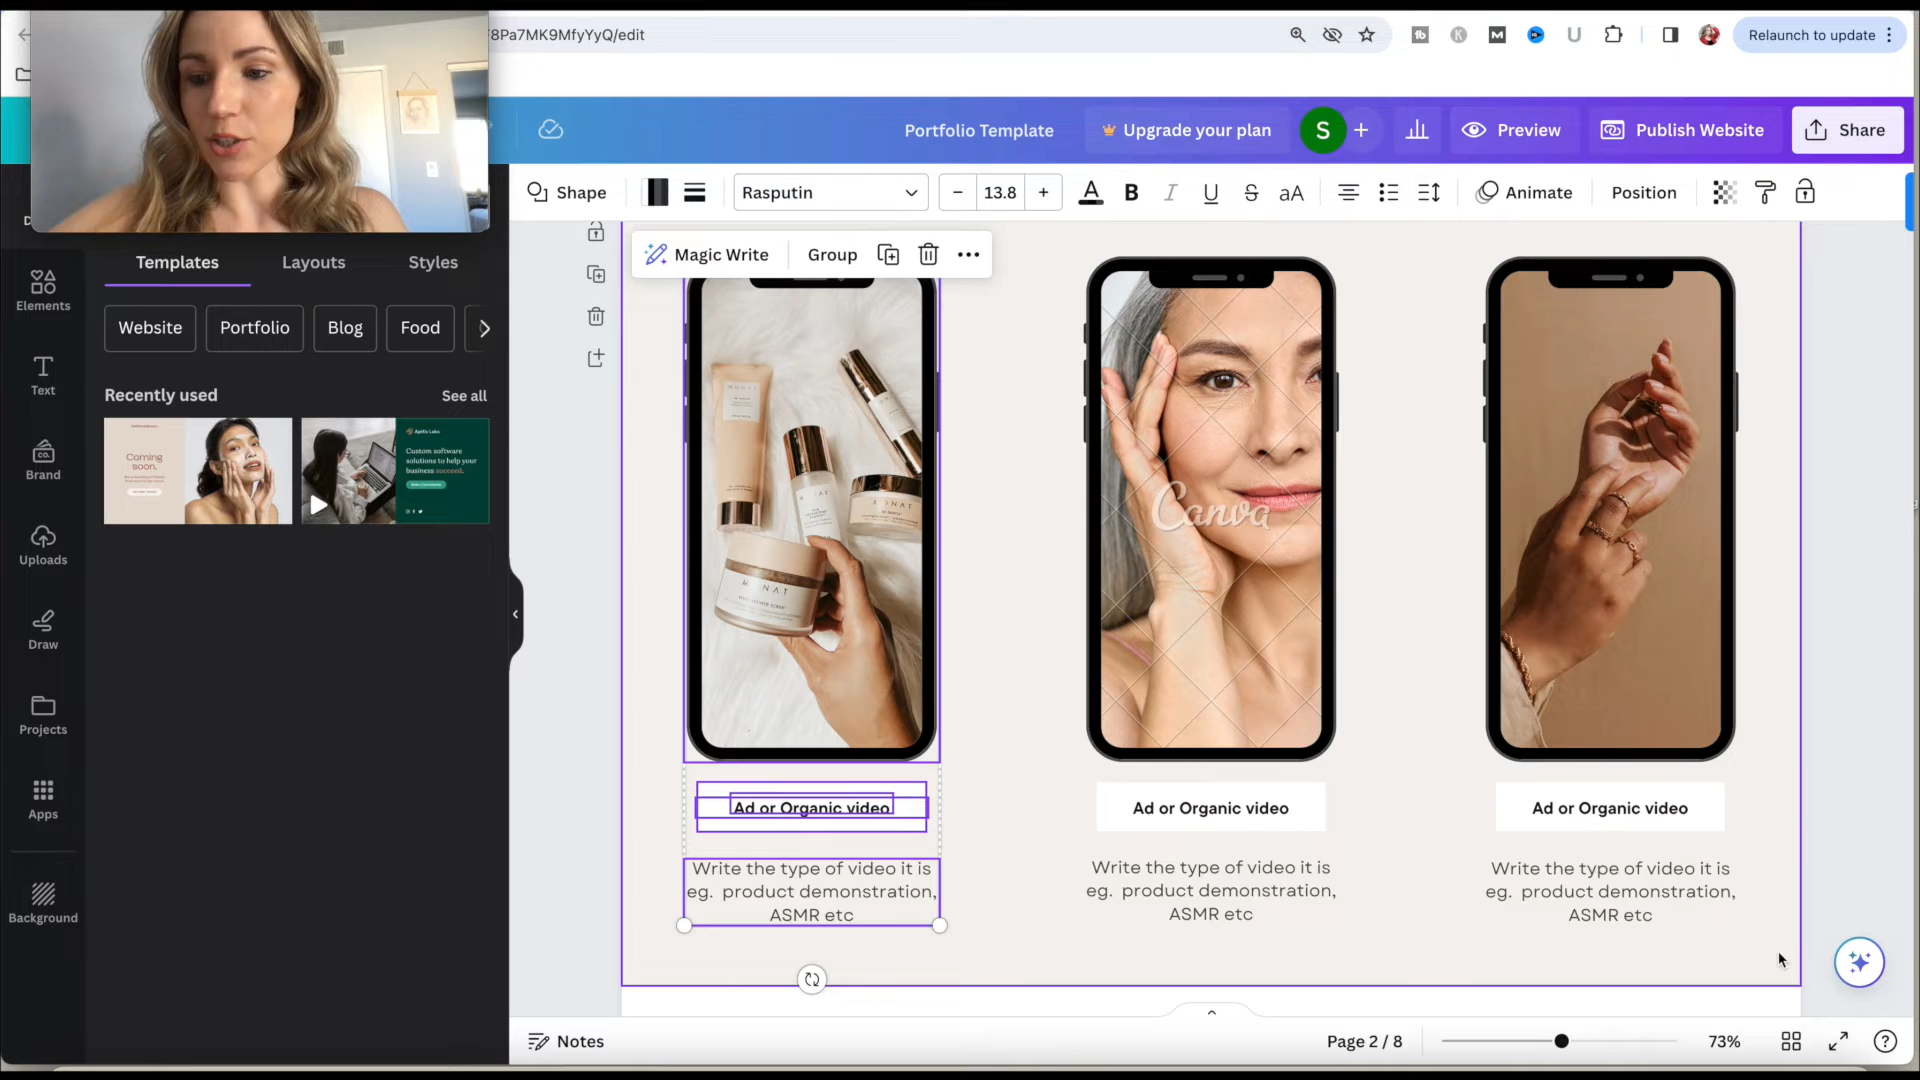 F8Pa7MK9MfyYyQ/edit
Relaunch to update
Portfolio Template
Upgrade your plan
S
Preview
Publish Website
Share
Shape
Rasputin
13.8
Animate
Position
Magic Write
Group
Templates
Layouts
Styles
Website
Portfolio
Blog
Food
Recently used
See all
Elements
Text
Brand
Uploads
Draw
Projects
Apps
Background
Coming
soon.
Aptfix Labs
Custom software
solutions to help your
business succeed.
Canva
MONAT
Ad or Organic video
Write the type of video it is
eg. product demonstration,
ASMR etc
Ad or Organic video
Write the type of video it is
eg. product demonstration,
ASMR etc
Ad or Organic video
Write the type of video it is
eg. product demonstration,
ASMR etc
Notes
Page 2 / 8
73%